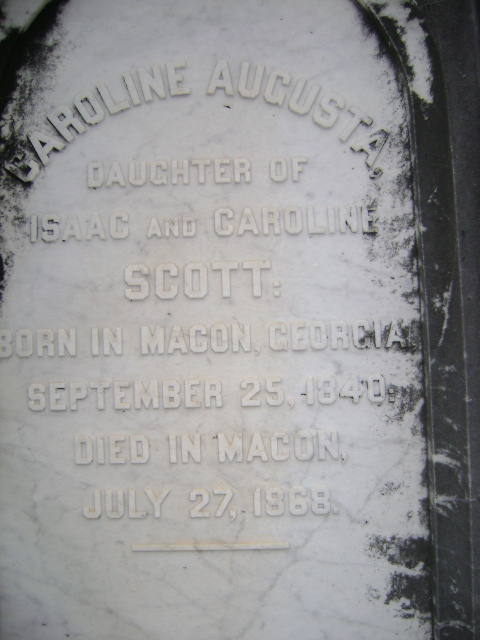 CAROLINE AUGUSTA,
DAUGHTER OF
ISAAC AND CAROLINE
SCOTT:
BORN IN MACON, GEORGIA
SEPTEMBER 25, 1840:
DIED IN MACON,
JULY 27, 1868.